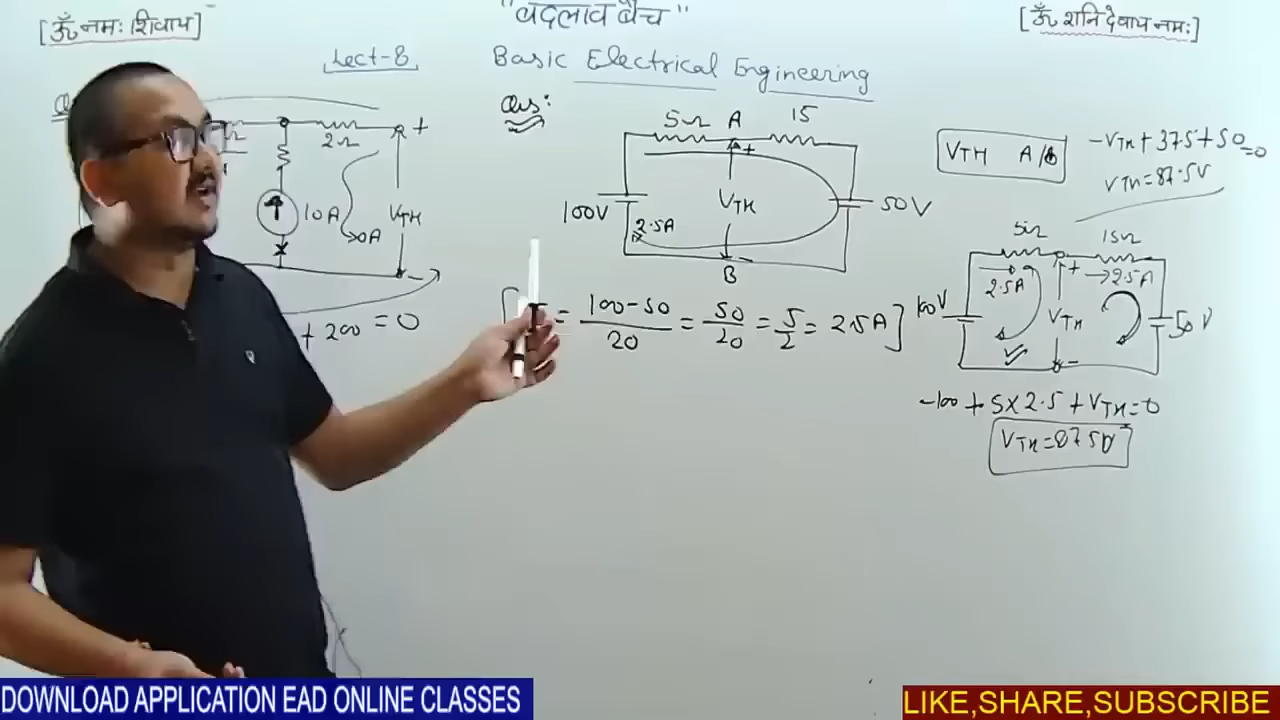 [ॐ नमः शिवाय]
"बदलाव बैच"
[ॐ शनि देवाय नमः]
Lect-8
Basic Electrical Engineering
Ques:
5Ω A 15
+
100V
VTH
50V
2.5A
B
VTH A/B
-VTH + 37.5 + 50 = 0
VTH = 87.5V
2Ω
+
10A
0A
VTH
-
+ 200 = 0
= 100-50/20 = 50/20 = 5/2 = 2.5A]
5Ω
15Ω
+
2.5A
2.5A
100V
VTH
50V
-
-100 + 5X2.5 + VTH = 0
VTH = 87.5V
DOWNLOAD APPLICATION EAD ONLINE CLASSES
LIKE,SHARE,SUBSCRIBE